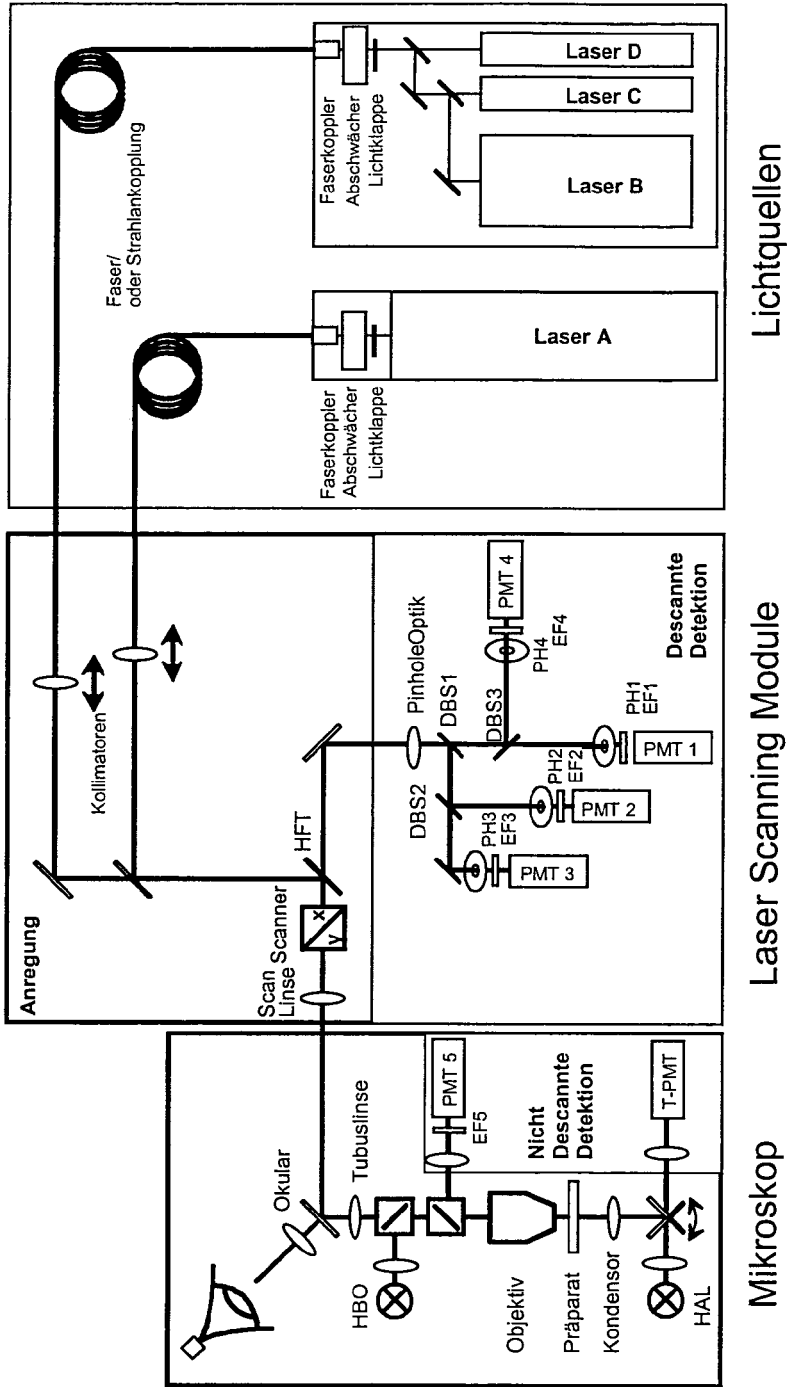 Mikroskop
Okular
Tubuslinse
HBO
PMT 5
EF5
Nicht
Descannte
Detektion
Objektiv
Präparat
Kondensor
HAL
T-PMT
Laser Scanning Module
Anregung
Kollimatoren
HFT
Scanner
x
y
Scan
Linse
PinholeOptik
DBS1
DBS2
DBS3
PMT 4
PH4
EF4
PH1
EF1
PMT 1
PH2
EF2
PMT 2
PH3
EF3
PMT 3
Descannte
Detektion
Lichtquellen
Faser/
oder Strahlankopplung
Faserkoppler
Abschwächer
Lichtklappe
Laser A
Faserkoppler
Abschwächer
Lichtklappe
Laser B
Laser C
Laser D